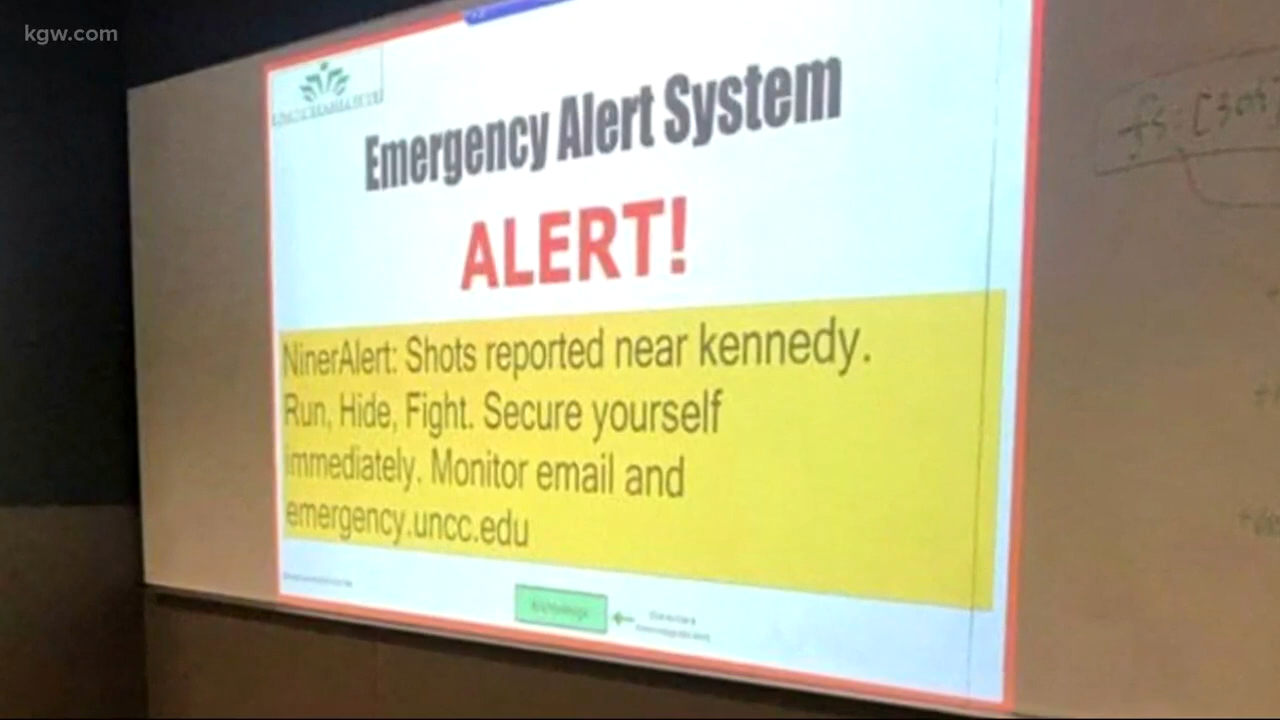 kgw.com
Emergency Alert System
ALERT!
NinerAlert: Shots reported near kennedy.
Run, Hide, Fight. Secure yourself
immediately. Monitor email and
emergency.uncc.edu